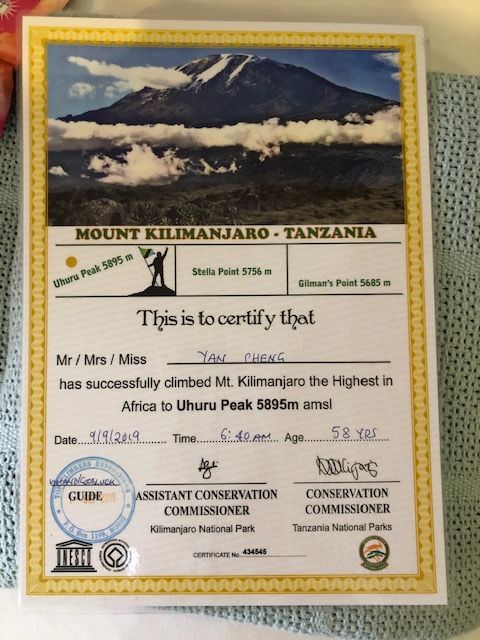 MOUNT KILIMANJARO - TANZANIA
Uhuru Peak 5895 m
Stella Point 5756 m
Gilman's Point 5685 m
This is to certify that
Mr / Mrs / Miss YAN CHENG
has successfully climbed Mt. Kilimanjaro the Highest in
Africa to Uhuru Peak 5895m amsl
Date 9/9/2019 Time 6:40 AM Age 58 YRS
GUIDE
ASSISTANT CONSERVATION
COMMISSIONER
Kilimanjaro National Park
CONSERVATION
COMMISSIONER
Tanzania National Parks
UNESCO
CERTIFICATE No. 434545